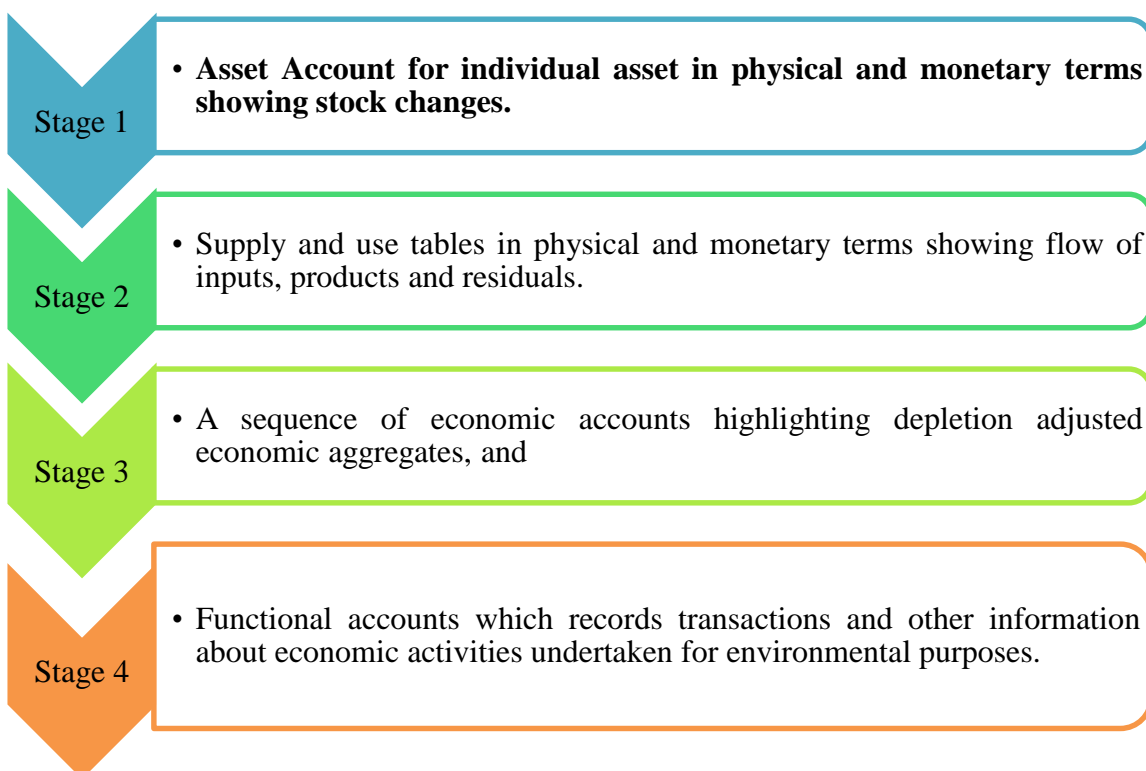 Stage 1
• Asset Account for individual asset in physical and monetary terms
showing stock changes.
Stage 2
• Supply and use tables in physical and monetary terms showing flow of
inputs, products and residuals.
Stage 3
• A sequence of economic accounts highlighting depletion adjusted
economic aggregates, and
Stage 4
• Functional accounts which records transactions and other information
about economic activities undertaken for environmental purposes.